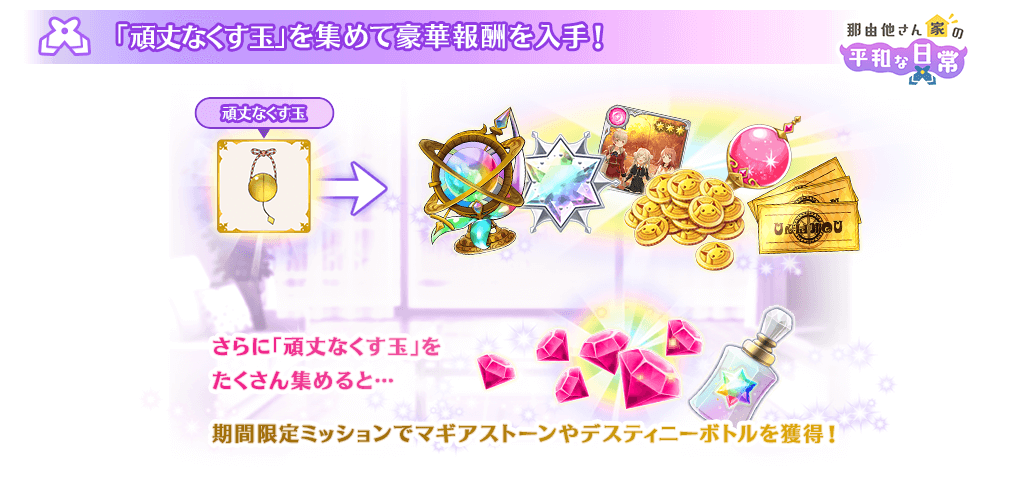 「頑丈なくす玉」を集めて豪華報酬を入手！
那由他さん家の
平和な日常
頑丈なくす玉
さらに「頑丈なくす玉」を
たくさん集めると…
期間限定ミッションでマギアストーンやデスティニーボトルを獲得！